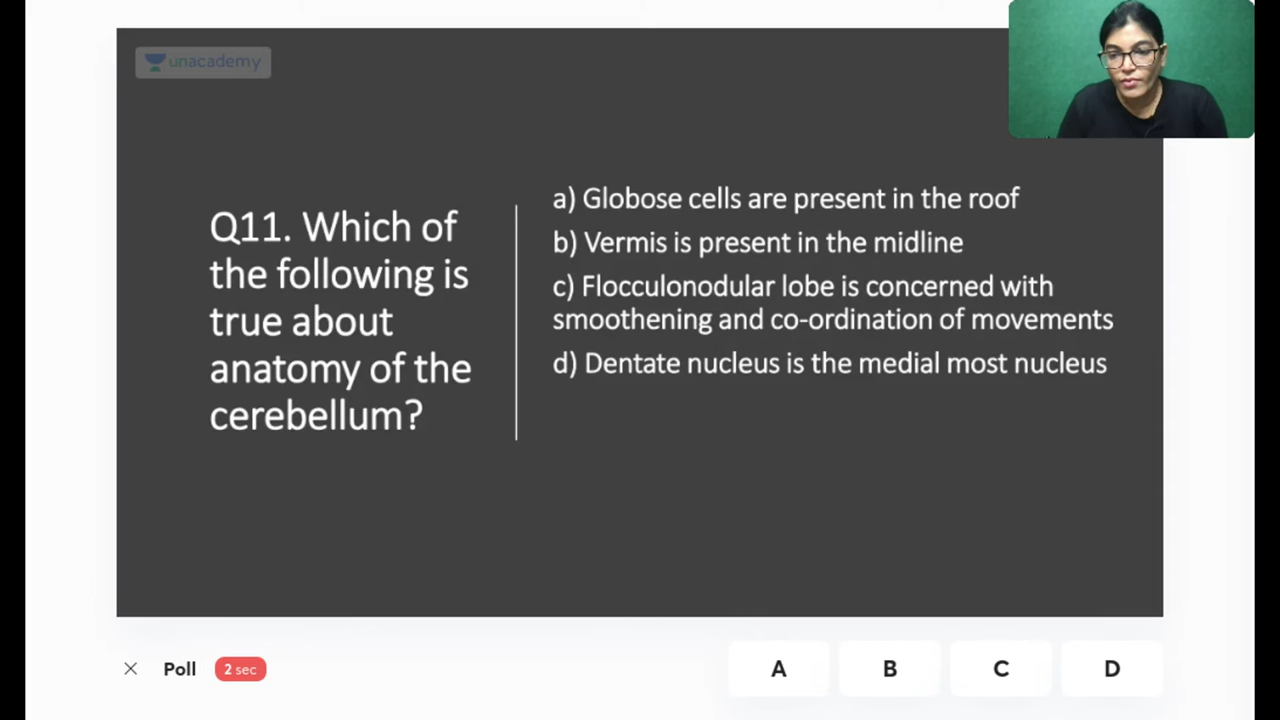 unacademy
Q11. Which of
the following is
true about
anatomy of the
cerebellum?
a) Globose cells are present in the roof
b) Vermis is present in the midline
c) Flocculonodular lobe is concerned with
smoothening and co-ordination of movements
d) Dentate nucleus is the medial most nucleus
Poll 2 sec A B C D